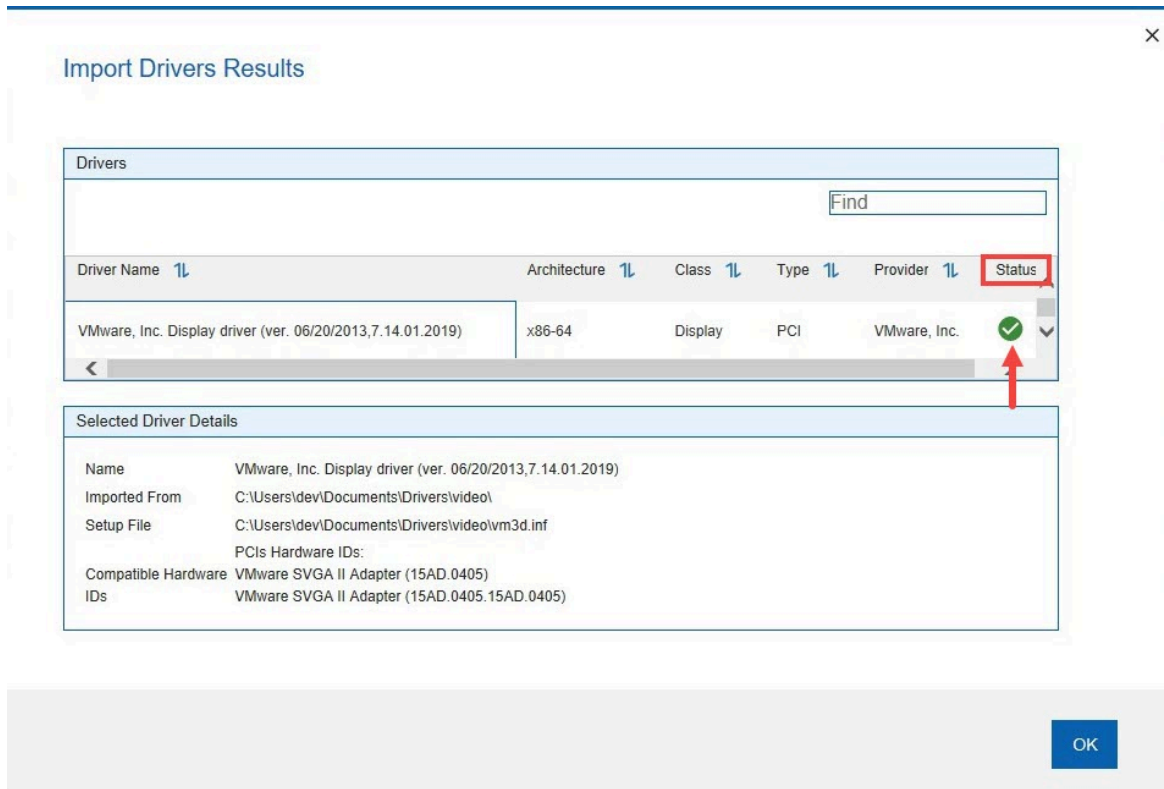 Import Drivers Results
Drivers
Find
Driver Name Architecture Class Type Provider Status
VMware, Inc. Display driver (ver. 06/20/2013,7.14.01.2019) x86-64 Display PCI VMware, Inc.
Selected Driver Details
Name VMware, Inc. Display driver (ver. 06/20/2013,7.14.01.2019)
Imported From C:\Users\dev\Documents\Drivers\video\
Setup File C:\Users\dev\Documents\Drivers\video\vm3d.inf
PCIs Hardware IDs:
Compatible Hardware VMware SVGA II Adapter (15AD.0405)
IDs VMware SVGA II Adapter (15AD.0405.15AD.0405)
OK